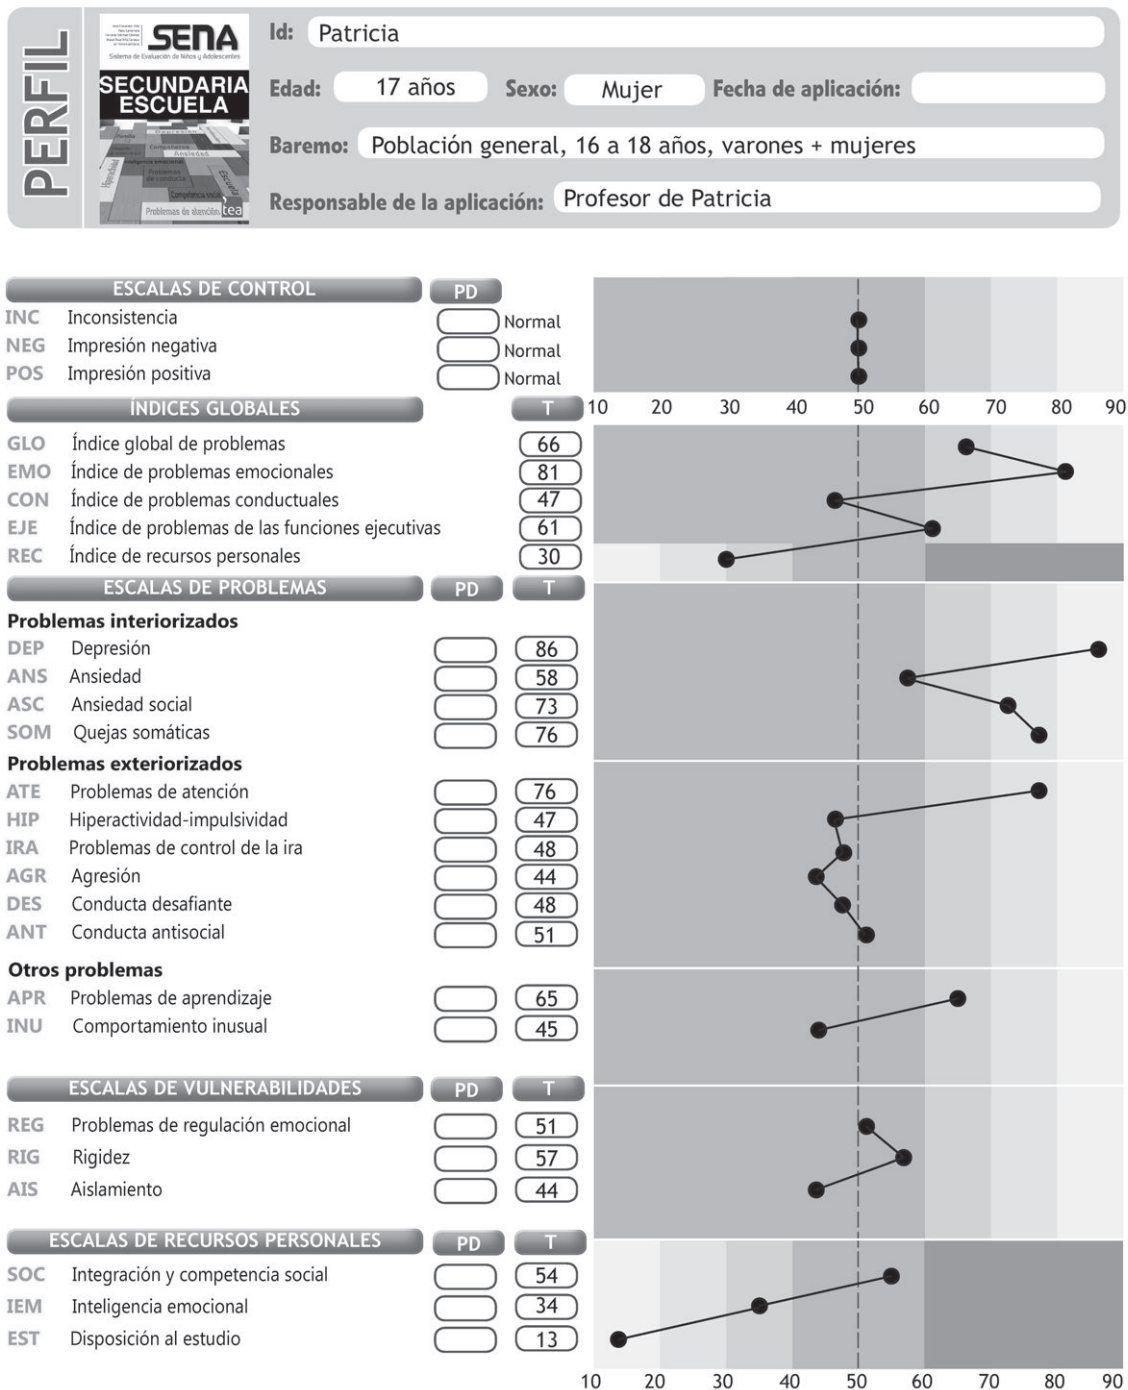 PERFIL
SENA
Sistema de Evaluación de Niños y Adolescentes
SECUNDARIA
ESCUELA
Problemas de atención
tea
Id: Patricia
Edad: 17 años Sexo: Mujer Fecha de aplicación:
Baremo: Población general, 16 a 18 años, varones + mujeres
Responsable de la aplicación: Profesor de Patricia
ESCALAS DE CONTROL PD
INC Inconsistencia Normal
NEG Impresión negativa Normal
POS Impresión positiva Normal
ÍNDICES GLOBALES T 10 20 30 40 50 60 70 80 90
GLO Índice global de problemas 66
EMO Índice de problemas emocionales 81
CON Índice de problemas conductuales 47
EJE Índice de problemas de las funciones ejecutivas 61
REC Índice de recursos personales 30
ESCALAS DE PROBLEMAS PD T
Problemas interiorizados
DEP Depresión 86
ANS Ansiedad 58
ASC Ansiedad social 73
SOM Quejas somáticas 76
Problemas exteriorizados
ATE Problemas de atención 76
HIP Hiperactividad-impulsividad 47
IRA Problemas de control de la ira 48
AGR Agresión 44
DES Conducta desafiante 48
ANT Conducta antisocial 51
Otros problemas
APR Problemas de aprendizaje 65
INU Comportamiento inusual 45
ESCALAS DE VULNERABILIDADES PD T
REG Problemas de regulación emocional 51
RIG Rigidez 57
AIS Aislamiento 44
ESCALAS DE RECURSOS PERSONALES PD T
SOC Integración y competencia social 54
IEM Inteligencia emocional 34
EST Disposición al estudio 13
10 20 30 40 50 60 70 80 90